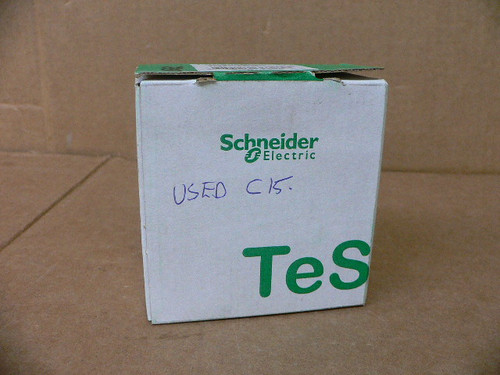 Schneider
Electric
USED C15.
TeS